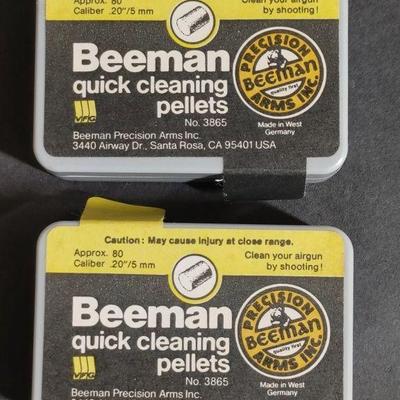 Approx. 80
Caliber .20"/5 mm
Clean your airgun
by shooting!
Beeman
quick cleaning
pellets
No. 3865
VFG
Beeman Precision Arms Inc.
3440 Airway Dr., Santa Rosa, CA 95401 USA
PRECISION
BEEMAN
quality first
ARMS INC.
Made in West
Germany
Caution: May cause injury at close range.
Approx. 80
Caliber .20"/5 mm
Clean your airgun
by shooting!
Beeman
quick cleaning
pellets
No. 3865
VFG
Beeman Precision Arms Inc.
PRECISION
BEEMAN
quality first
ARMS INC.
Made in West
Germany